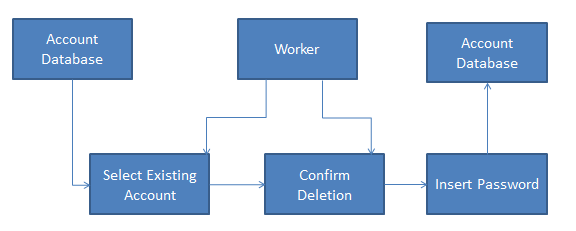 Account
Database
Worker
Account
Database
Select Existing
Account
Confirm
Deletion
Insert Password